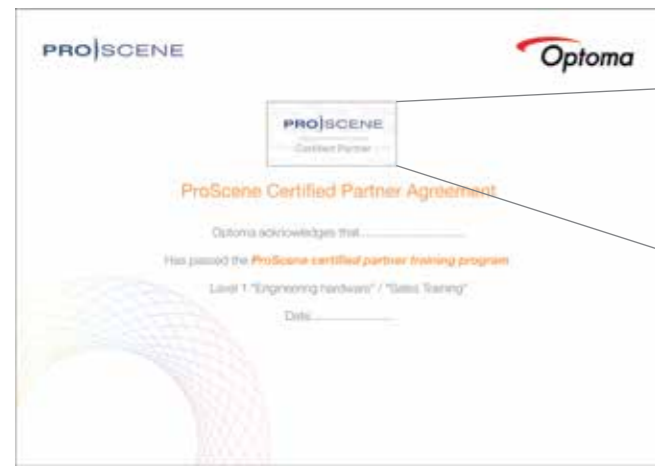 PRO|SCENE
Optoma
PRO|SCENE
Certified Partner
ProScene Certified Partner Agreement
Optoma acknowledges that....................................
Has passed the ProScene certified partner training program
Level 1 "Engineering hardware" / "Sales Training"
Date............................